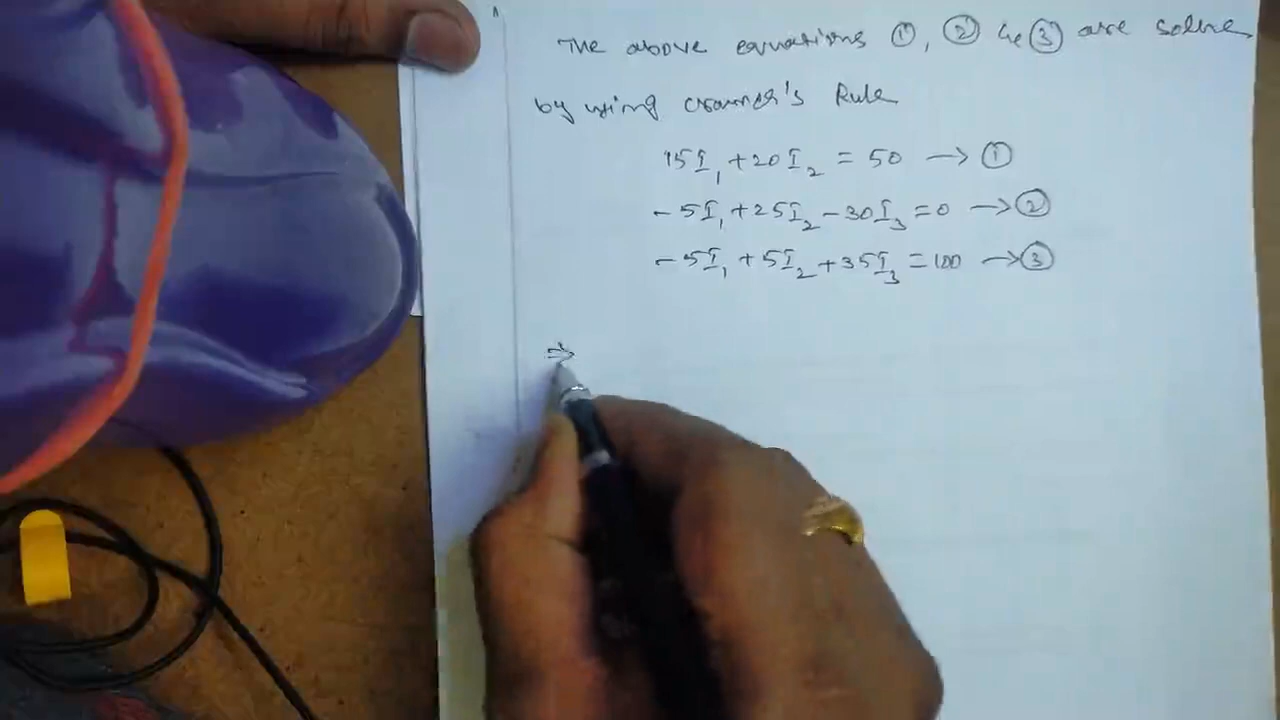 The above equations ①, ② & ③ are solve
by using cramer's Rule
15I₁ + 20I₂ = 50 → ①
- 5I₁ + 25I₂ - 30I₃ = 0 → ②
- 5I₁ + 5I₂ + 35I₃ = 100 → ③
⇒